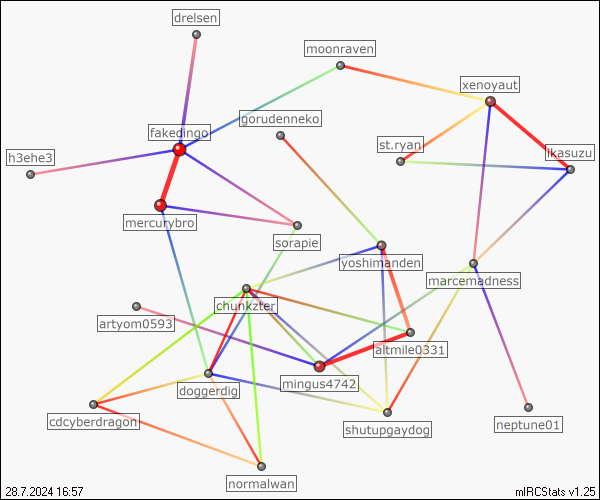 drelsen
moonraven
xenoyaut
gorudenneko
fakedingo
st.ryan
ikasuzu
h3ehe3
mercurybro
sorapie
yoshimanden
marcemadness
chunkzter
artyom0593
altmile0331
doggerdig
mingus4742
cdcyberdragon
shutupgaydog
neptune01
normalwan
28.7.2024 16:57
mIRCStats v1.25